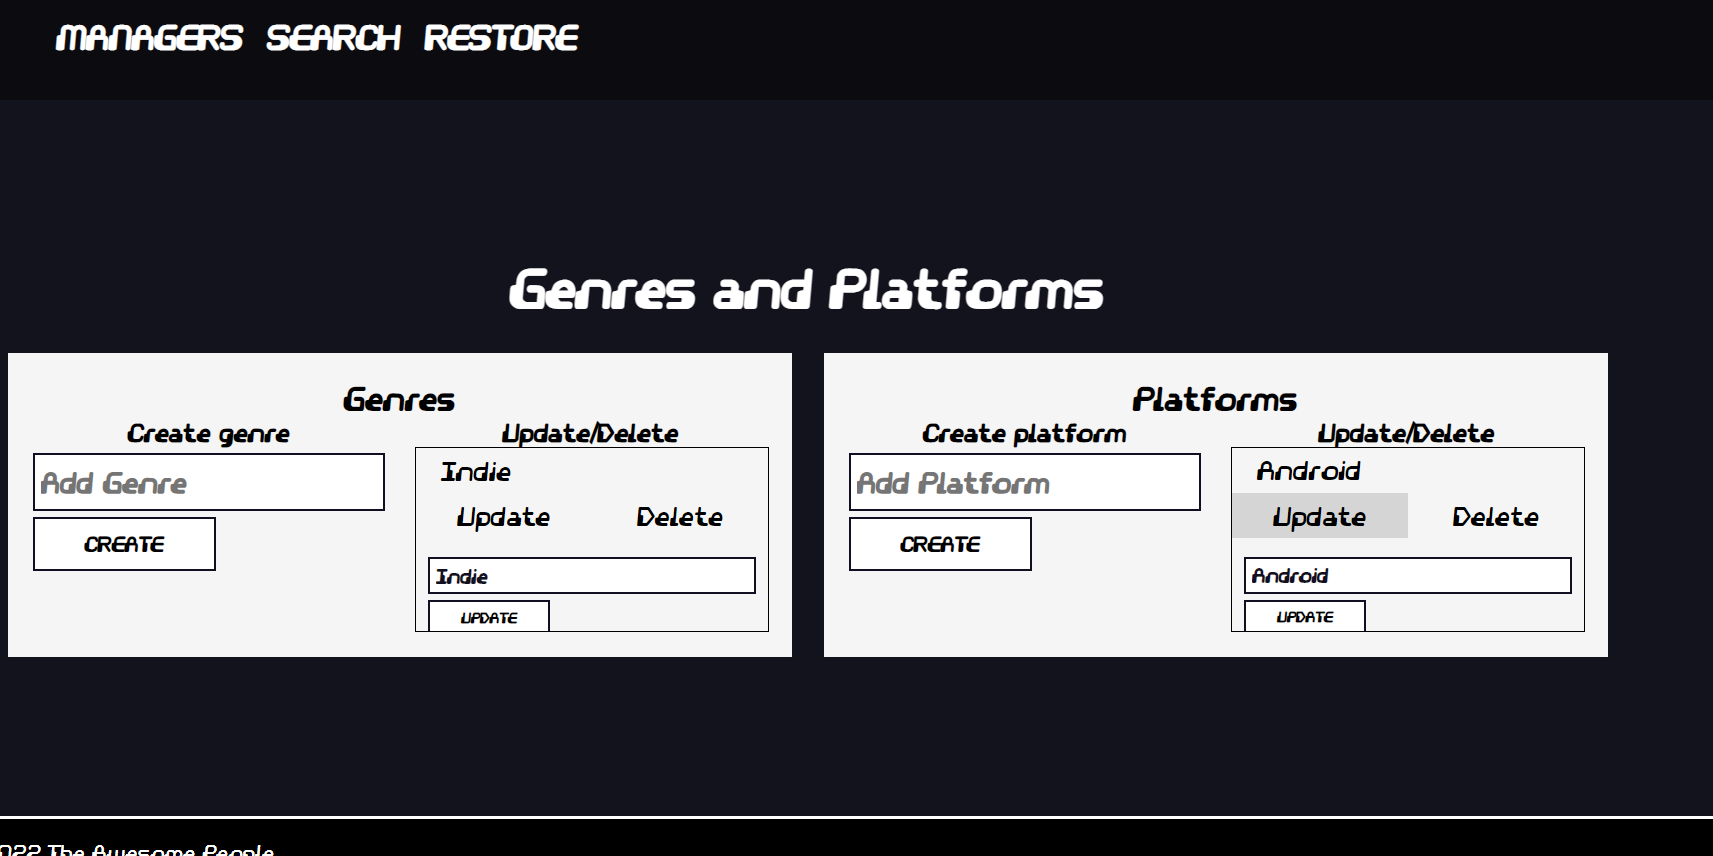 MANAGERS SEARCH RESTORE
Genres and Platforms
Genres
Create genre
Add Genre
CREATE
Update/Delete
Indie
Update Delete
Indie
UPDATE
Platforms
Create platform
Add Platform
CREATE
Update/Delete
Android
Update Delete
Android
UPDATE
022 The Awesome People